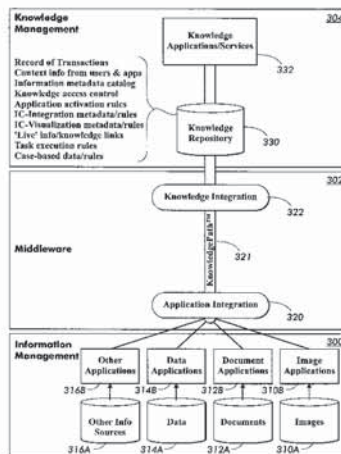 Knowledge
Management
304
Knowledge
Applications/Services
332
Record of Transactions
Context info from users & apps
Information metadata catalog
Knowledge access control
Application activation rules
IC-Integration metadata/rules
IC-Visualization metadata/rules
'Live' info/knowledge links
Task execution rules
Case-based data/rules
Knowledge
Repository
330
302
Knowledge Integration
322
Middleware
KnowledgePath™
321
Application Integration
320
Information
Management
300
Other
Applications
Data
Applications
Document
Applications
Image
Applications
316B
314B
312B
310B
Other Info
Sources
Data
Documents
Images
316A
314A
312A
310A